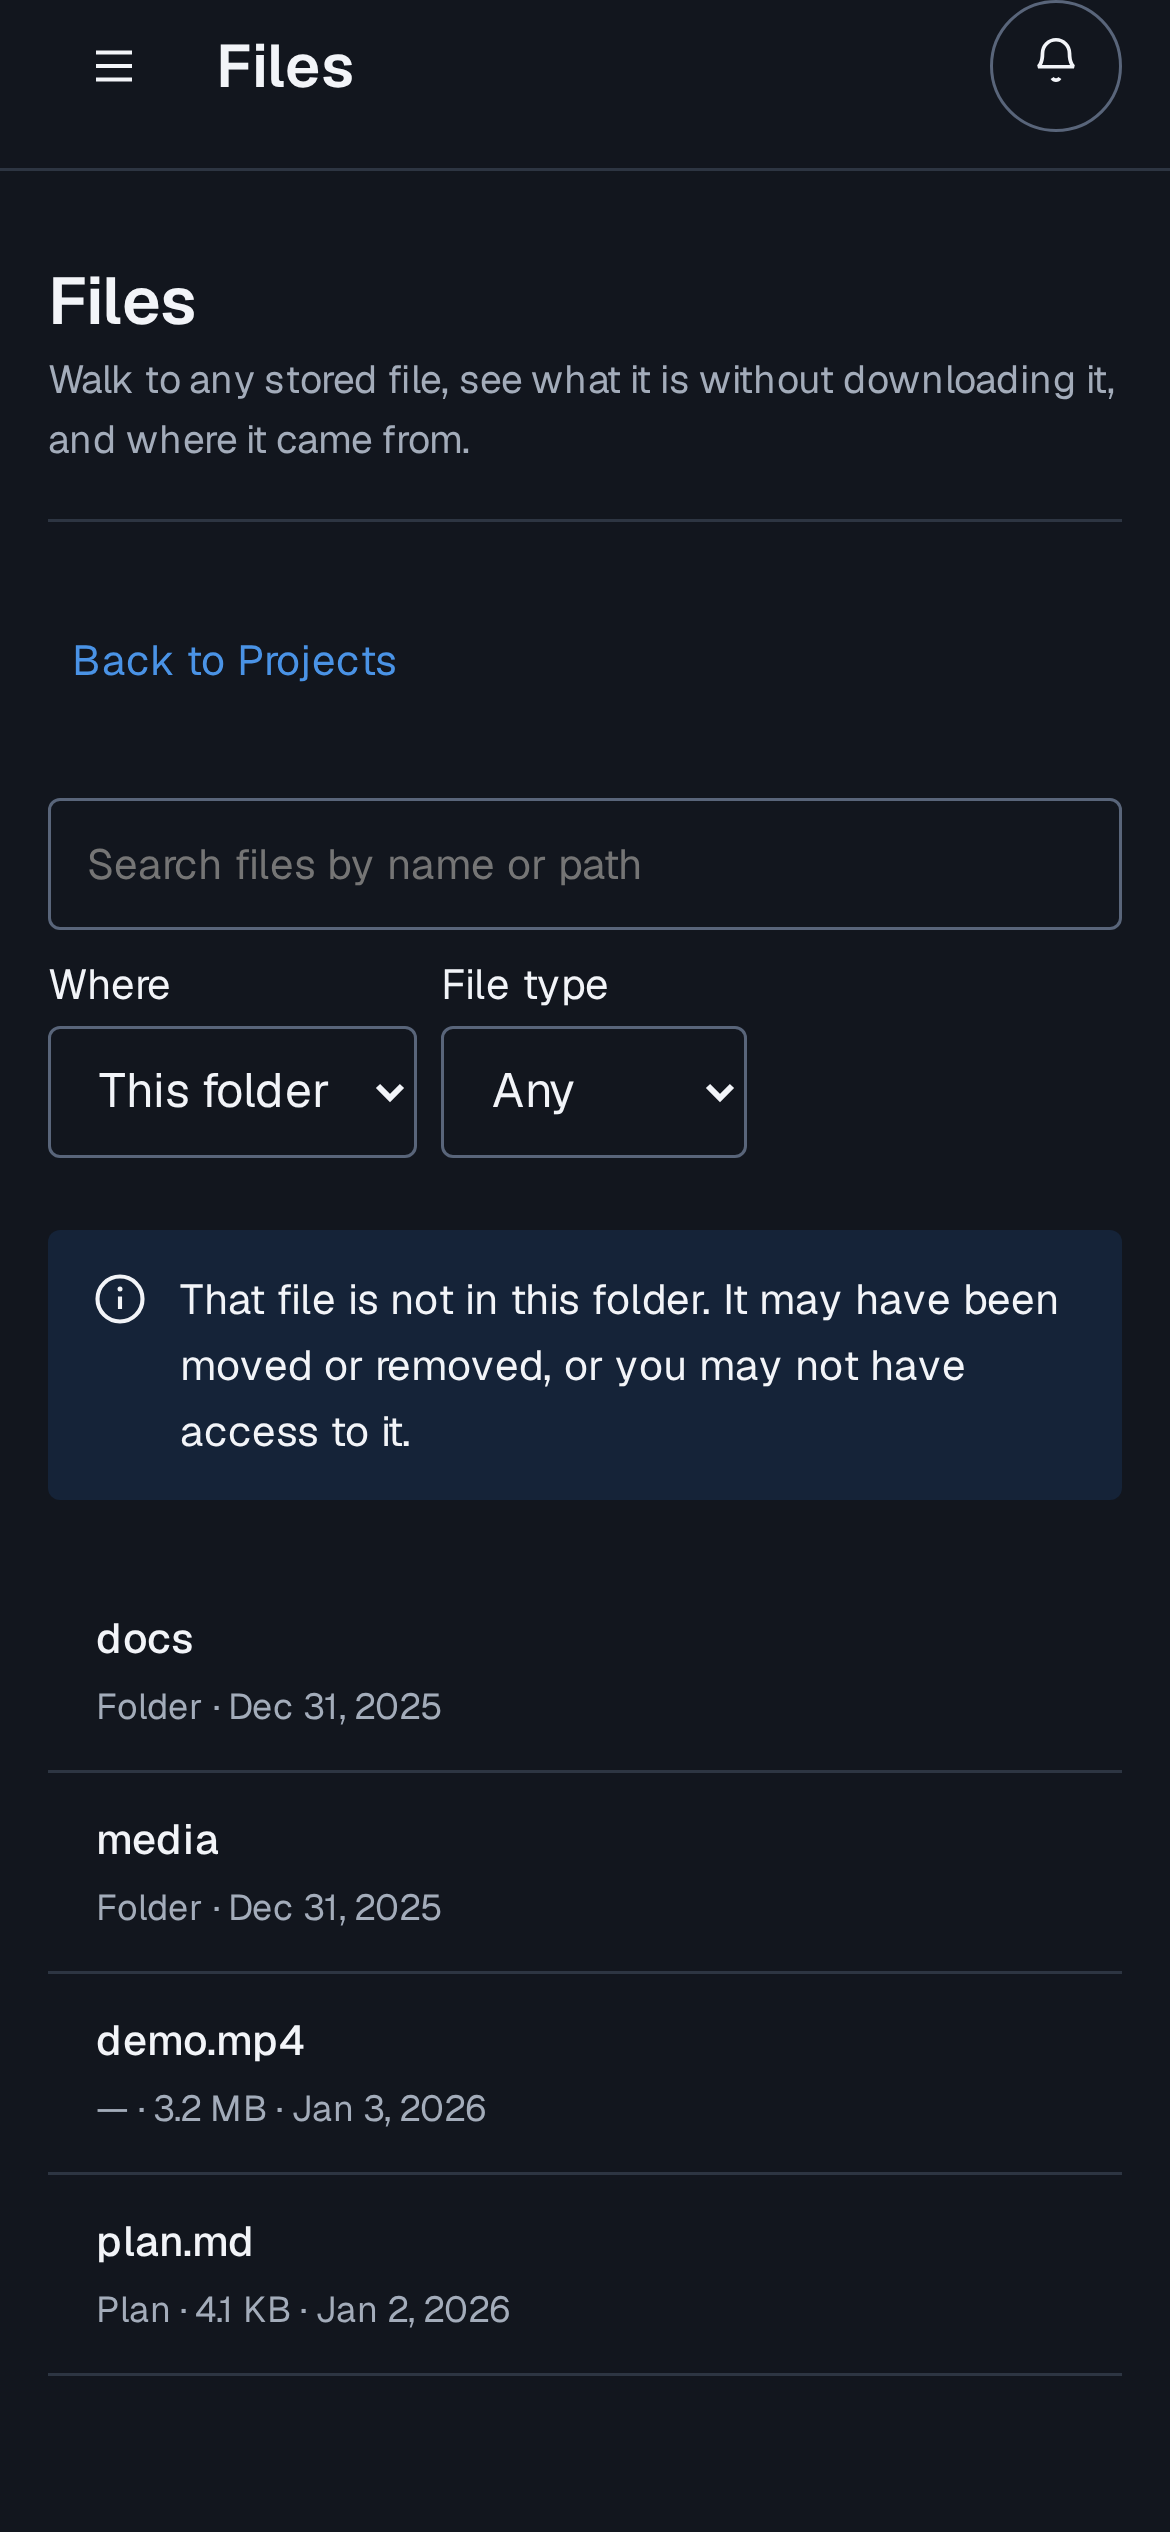 Files
Files
Walk to any stored file, see what it is without downloading it,
and where it came from.
Back to Projects
Search files by name or path
Where
File type
This folder
Any
That file is not in this folder. It may have been
moved or removed, or you may not have
access to it.
docs
Folder · Dec 31, 2025
media
Folder · Dec 31, 2025
demo.mp4
— · 3.2 MB · Jan 3, 2026
plan.md
Plan · 4.1 KB · Jan 2, 2026